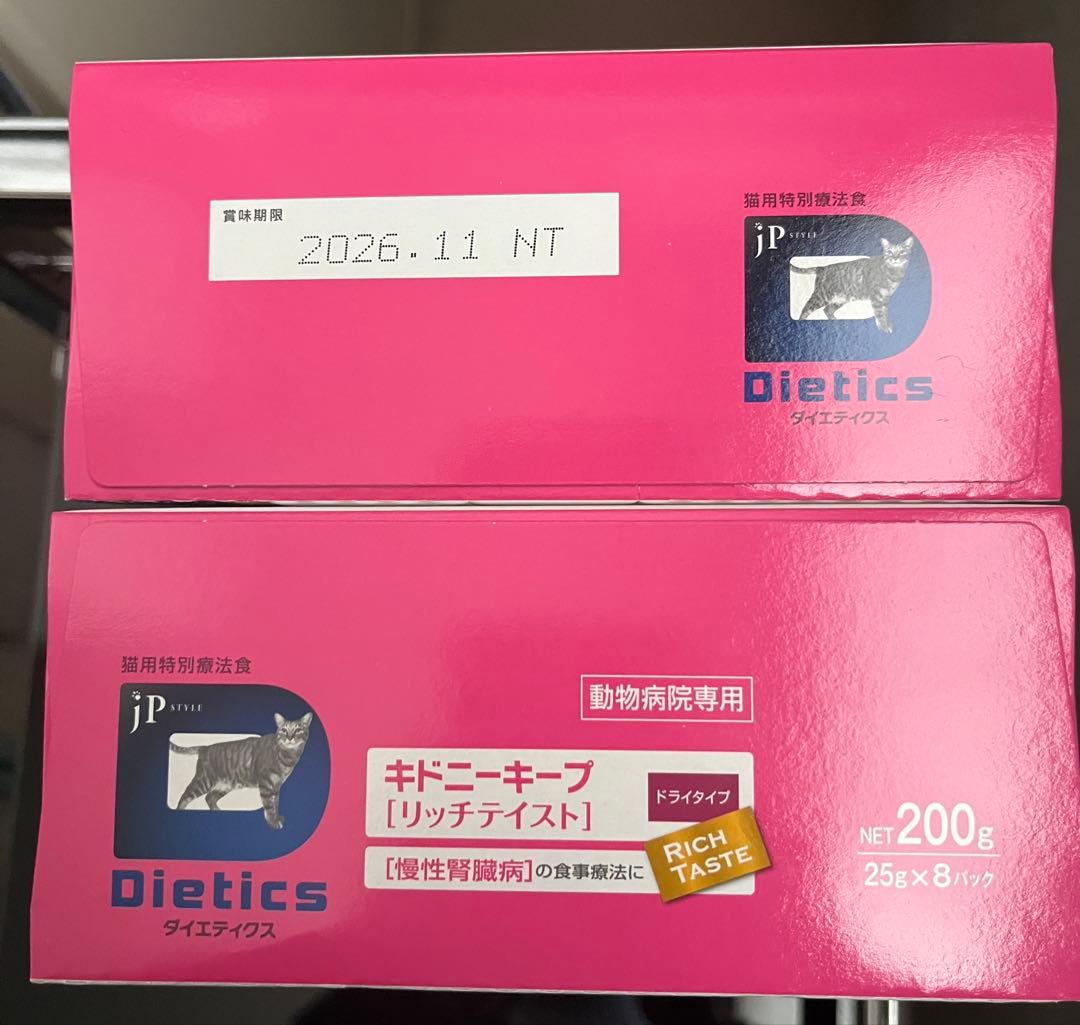 賞味期限
2026.11 NT
猫用特別療法食
jP STYLE
Dietics
ダイエティクス
猫用特別療法食
jP STYLE
Dietics
ダイエティクス
動物病院専用
キドニーキープ
[リッチテイスト]
ドライタイプ
[慢性腎臓病]の食事療法に
RICH
TASTE
NET 200g
25g×8パック